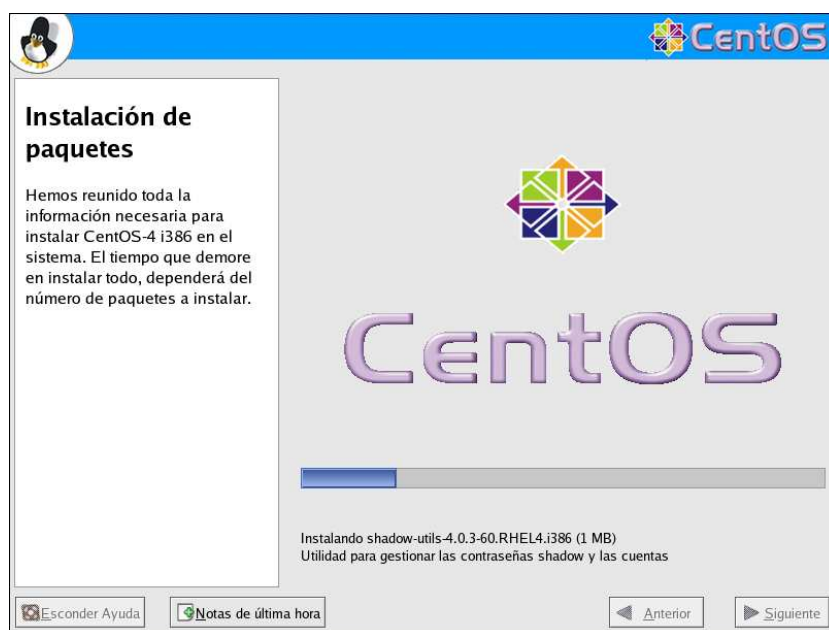 CentOS
Instalación de
paquetes
Hemos reunido toda la
información necesaria para
instalar CentOS-4 i386 en el
sistema. El tiempo que demore
en instalar todo, dependerá del
número de paquetes a instalar.
CentOS
Instalando shadow-utils-4.0.3-60.RHEL4.i386 (1 MB)
Utilidad para gestionar las contraseñas shadow y las cuentas
Esconder Ayuda
Notas de última hora
Anterior
Siguiente